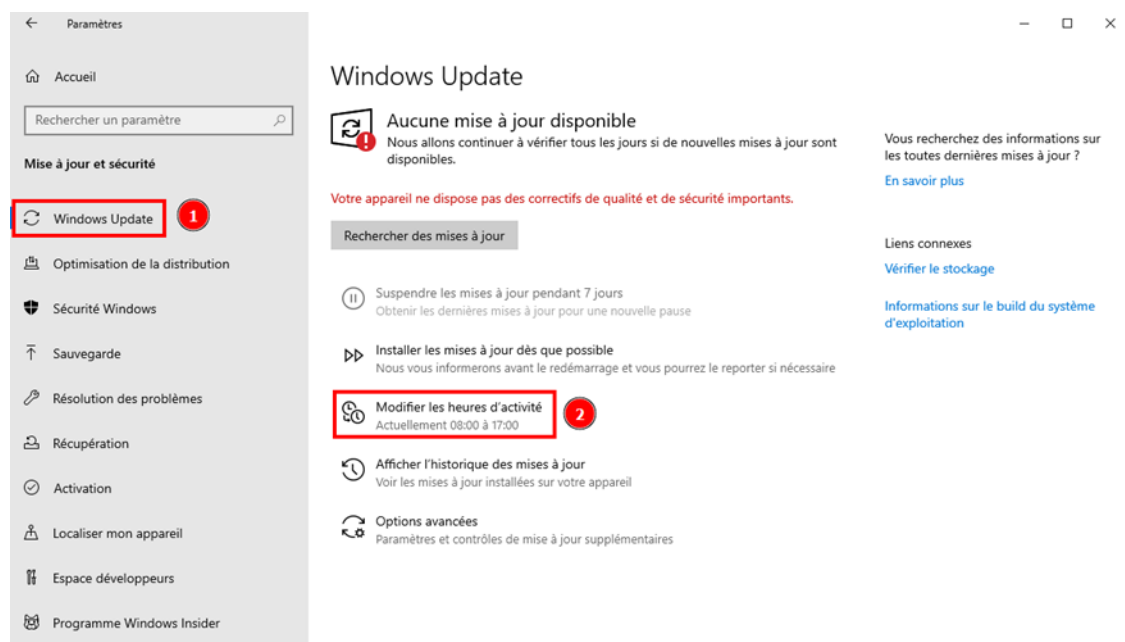 Paramètres
Accueil
Rechercher un paramètre
Mise à jour et sécurité
Windows Update
1
Optimisation de la distribution
Sécurité Windows
Sauvegarde
Résolution des problèmes
Récupération
Activation
Localiser mon appareil
Espace développeurs
Programme Windows Insider
Windows Update
Aucune mise à jour disponible
Nous allons continuer à vérifier tous les jours si de nouvelles mises à jour sont
disponibles.
Votre appareil ne dispose pas des correctifs de qualité et de sécurité importants.
Rechercher des mises à jour
Suspendre les mises à jour pendant 7 jours
Obtenir les dernières mises à jour pour une nouvelle pause
Installer les mises à jour dès que possible
Nous vous informerons avant le redémarrage et vous pourrez le reporter si nécessaire
Modifier les heures d'activité
Actuellement 08:00 à 17:00
2
Afficher l'historique des mises à jour
Voir les mises à jour installées sur votre appareil
Options avancées
Paramètres et contrôles de mise à jour supplémentaires
Vous recherchez des informations sur
les toutes dernières mises à jour ?
En savoir plus
Liens connexes
Vérifier le stockage
Informations sur le build du système
d'exploitation